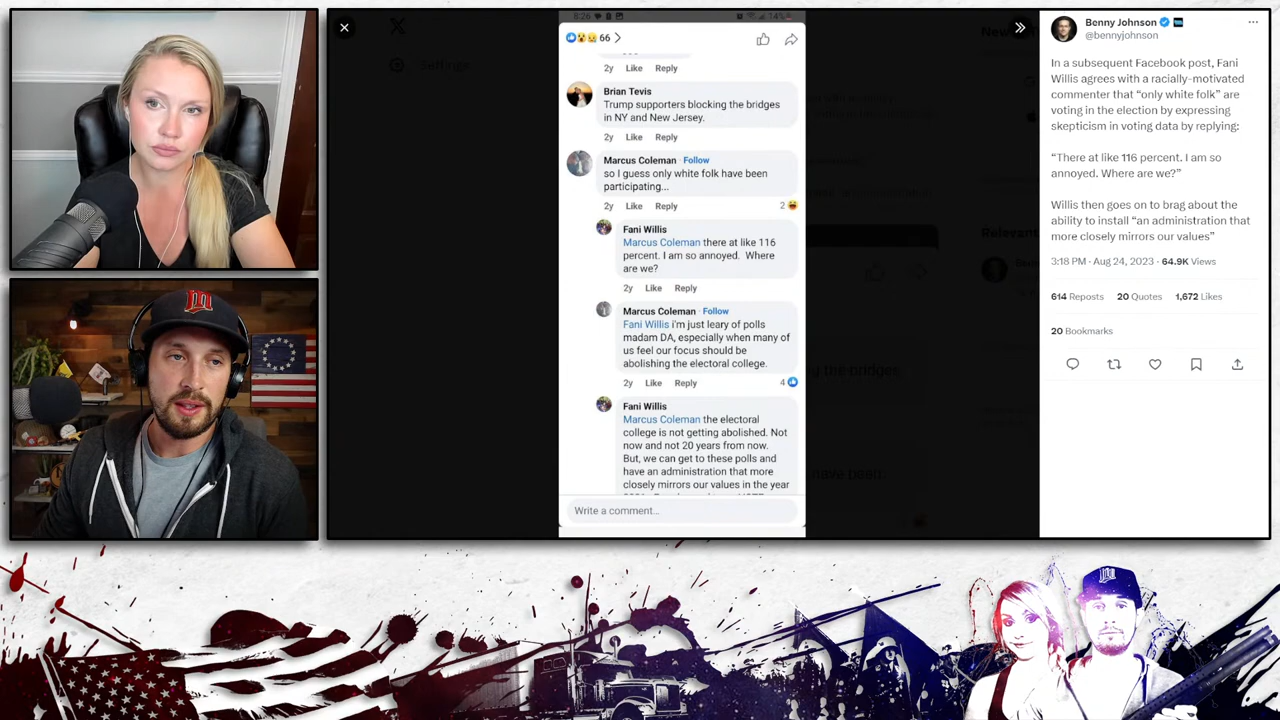 8:26
14%
66
2y Like Reply
Brian Tevis
Trump supporters blocking the bridges
in NY and New Jersey.
2y Like Reply
Marcus Coleman · Follow
so I guess only white folk have been
participating...
2y Like Reply
2
Fani Willis
Marcus Coleman there at like 116
percent. I am so annoyed. Where
are we?
2y Like Reply
Marcus Coleman · Follow
Fani Willis i'm just leary of polls
madam DA, especially when many of
us feel our focus should be
abolishing the electoral college.
2y Like Reply
4
Fani Willis
Marcus Coleman the electoral
college is not getting abolished. Not
now and not 20 years from now.
But, we can get to these polls and
have an administration that more
closely mirrors our values in the year
Write a comment...
Settings
Benny Johnson
@bennyjohnson
In a subsequent Facebook post, Fani
Willis agrees with a racially-motivated
commenter that “only white folk” are
voting in the election by expressing
skepticism in voting data by replying:
“There at like 116 percent. I am so
annoyed. Where are we?”
Willis then goes on to brag about the
ability to install “an administration that
more closely mirrors our values”
3:18 PM · Aug 24, 2023 · 64.9K Views
614 Reposts 20 Quotes 1,672 Likes
20 Bookmarks